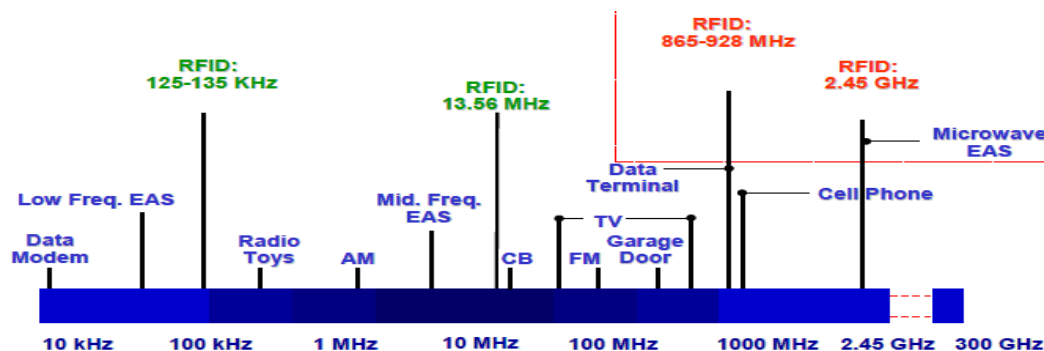 RFID:
865-928 MHz
RFID:
125-135 KHz
RFID:
2.45 GHz
RFID:
13.56 MHz
Microwave
EAS
Data
Terminal
Low Freq. EAS
Mid. Freq.
EAS
Cell Phone
TV
Data
Modem
Radio
Toys
AM
CB
FM
Garage
Door
10 kHz
100 kHz
1 MHz
10 MHz
100 MHz
1000 MHz
2.45 GHz
300 GHz